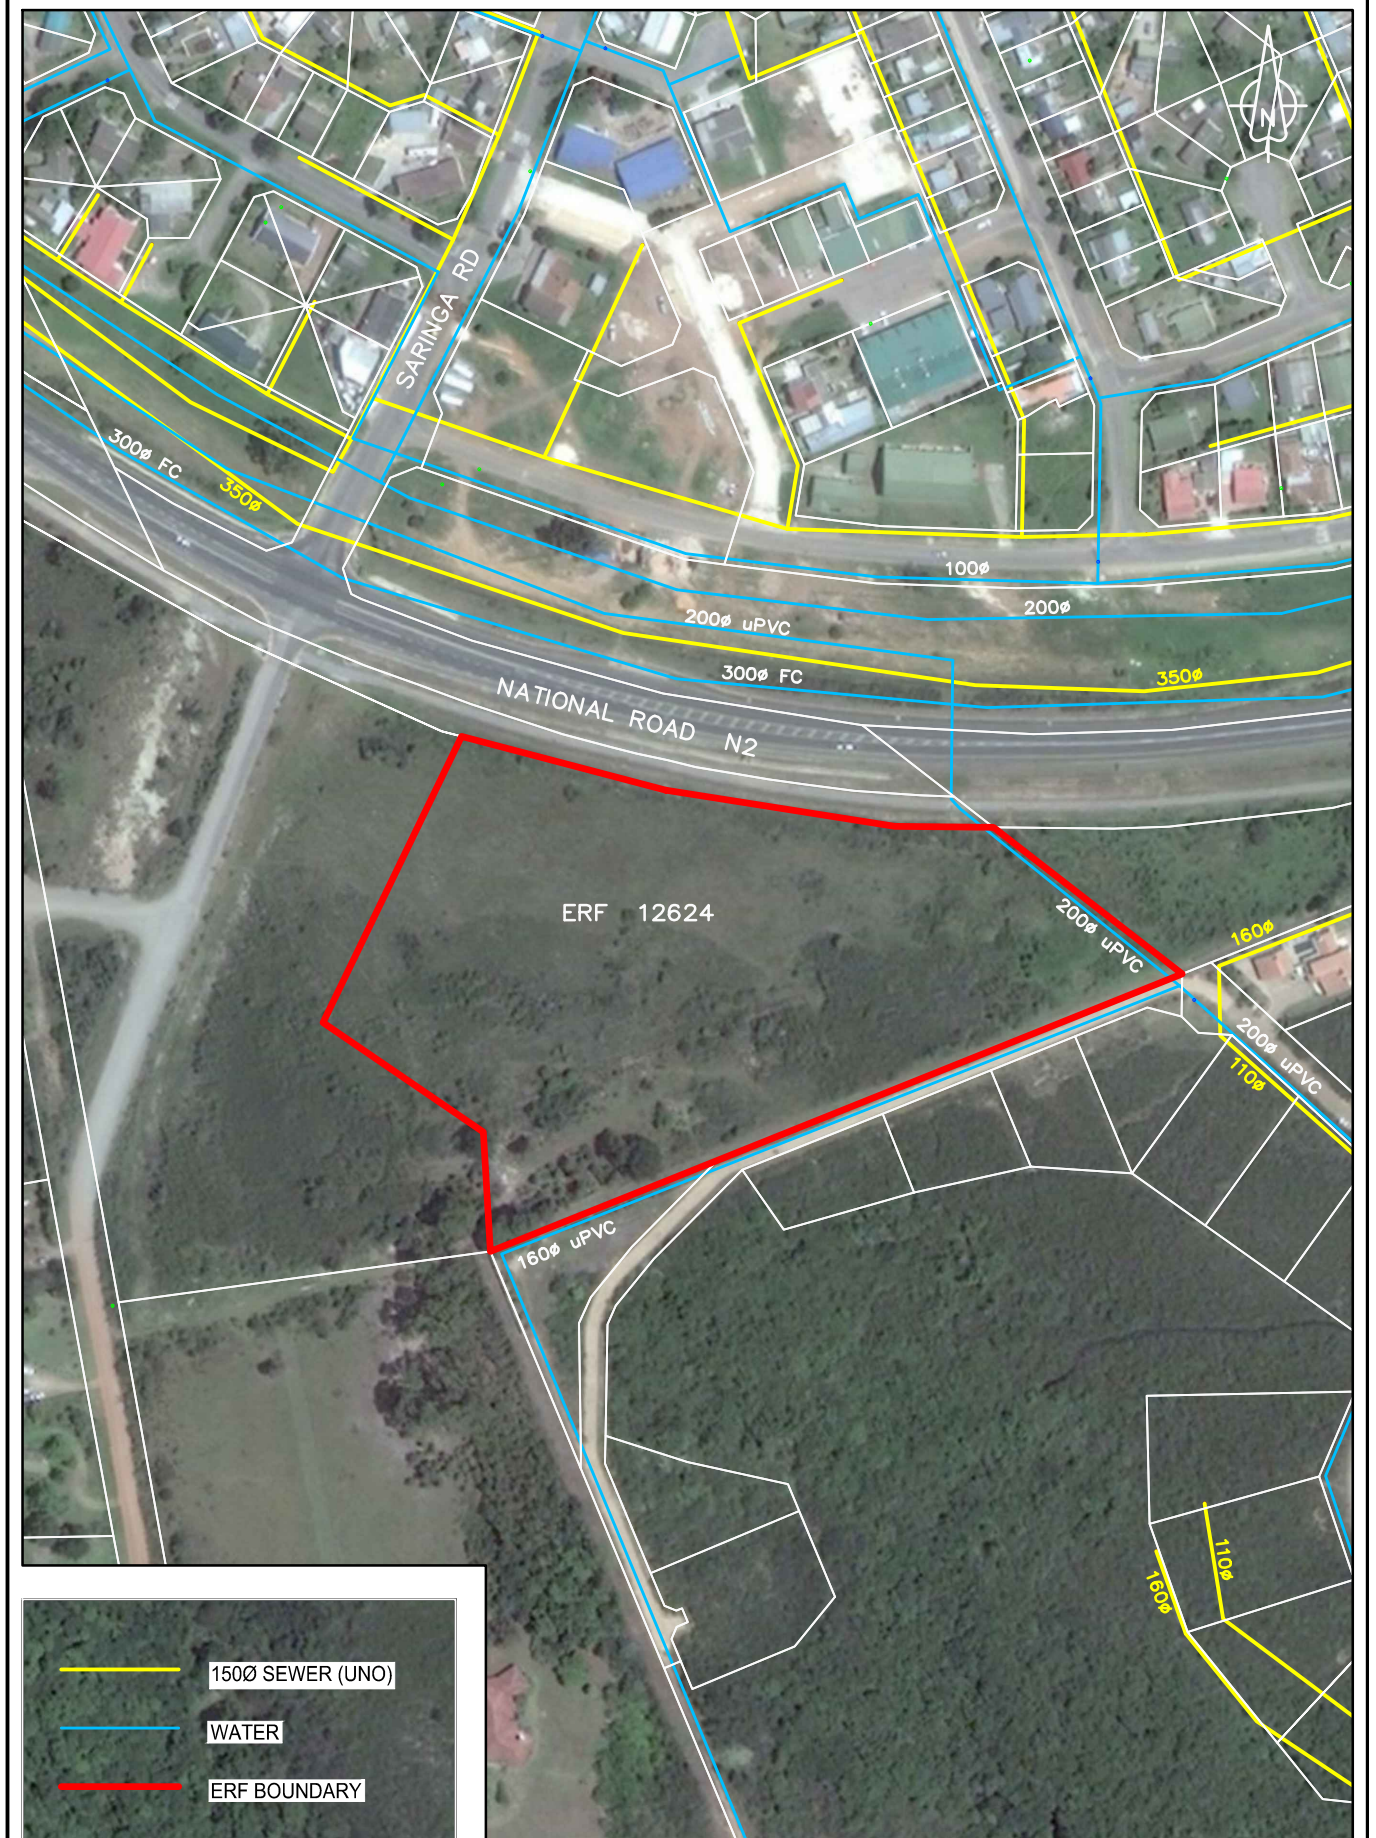 N
SARINGA RD
300ø FC
350ø
100ø
200ø
200ø uPVC
300ø FC
350ø
NATIONAL ROAD N2
ERF 12624
200ø uPVC
160ø
200ø uPVC
110ø
160ø uPVC
110ø
160ø
150Ø SEWER (UNO)
WATER
ERF BOUNDARY